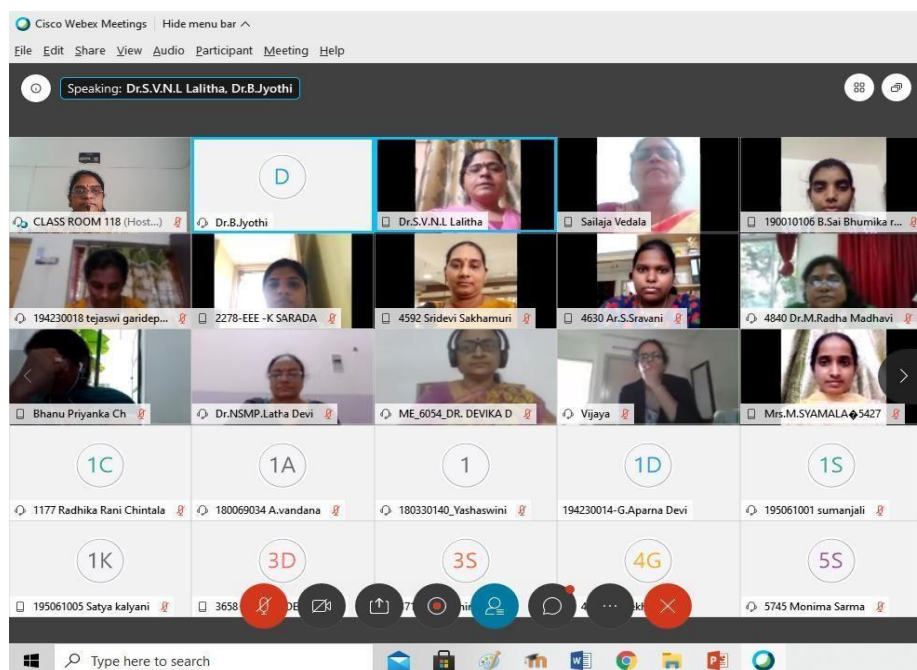 Cisco Webex Meetings Hide menu bar
File Edit Share View Audio Participant Meeting Help
Speaking: Dr.S.V.N.L Lalitha, Dr.B.Jyothi
D
CLASS ROOM 118 (Host...) Dr.B.Jyothi Dr.S.V.N.L Lalitha Sailaja Vedala 190010106 B.Sai Bhumika r...
194230018 tejaswi garidep... 2278-EEE -K SARADA 4592 Sridevi Sakhamuri 4630 Ar.S.Sravani 4840 Dr.M.Radha Madhavi
Bhanu Priyanka Ch Dr.NSMP.Latha Devi ME_6054_DR. DEVIKA D Vijaya Mrs.M.SYAMALA�5427
1C 1A 1 1D 1S
1177 Radhika Rani Chintala 180069034 A.vandana 180330140_Yashaswini 194230014-G.Aparna Devi 195061001 sumanjali
1K 3D 3S 4G 5S
195061005 Satya kalyani 3658 5745 Monima Sarma
Type here to search